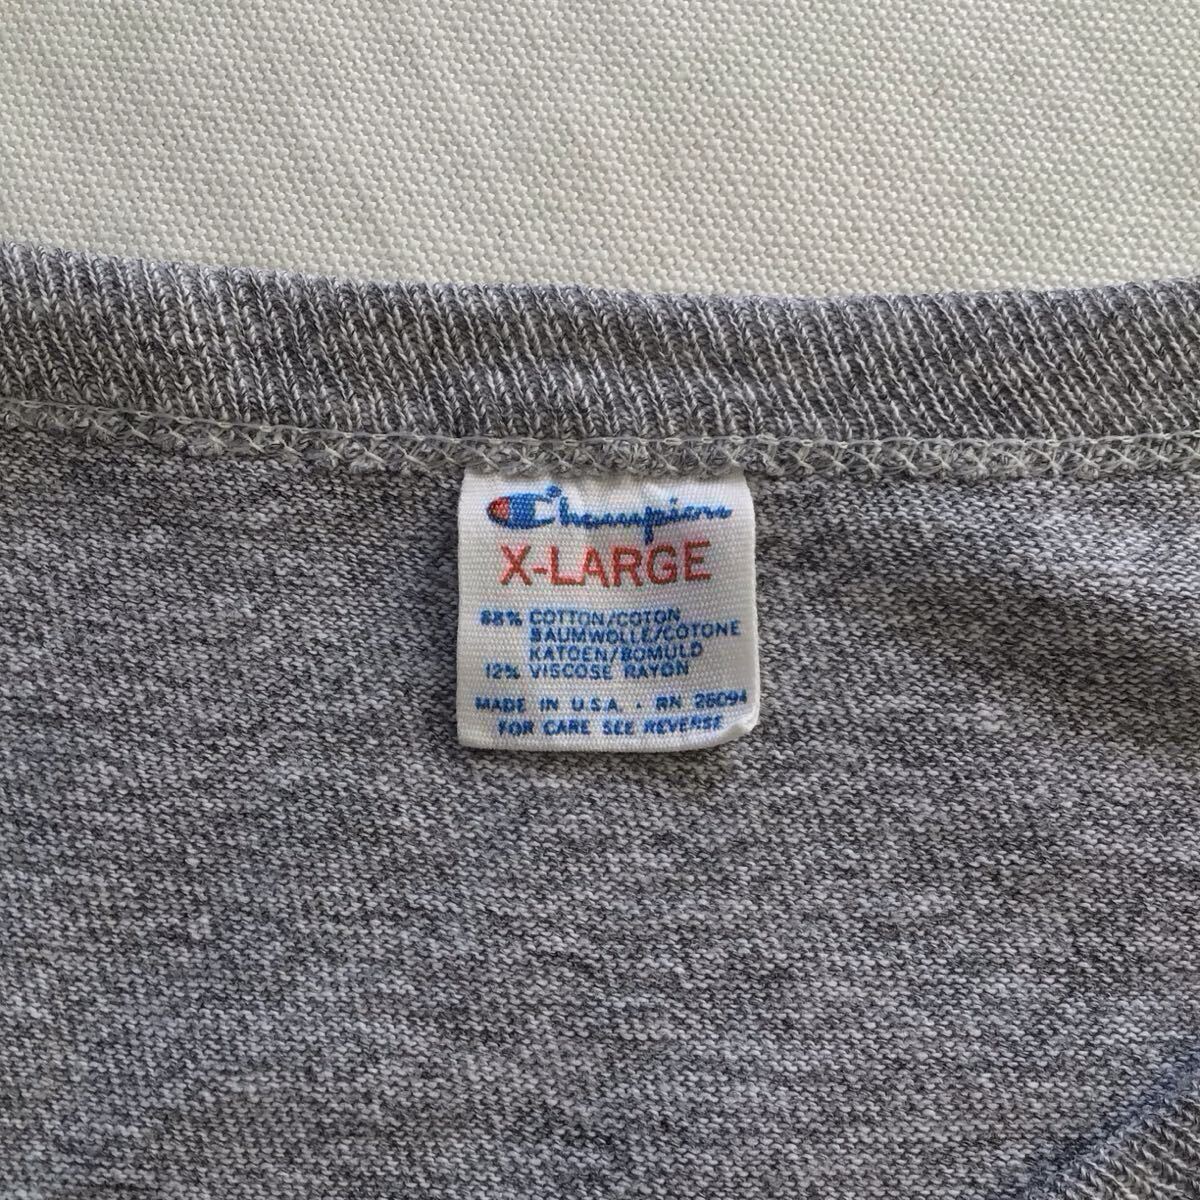 Champion
X-LARGE
88% COTTON/COTON
BAUMWOLLE/COTONE
KATOEN/BOMULD
12% VISCOSE RAYON
MADE IN U.S.A. · RN 26094
FOR CARE SEE REVERSE